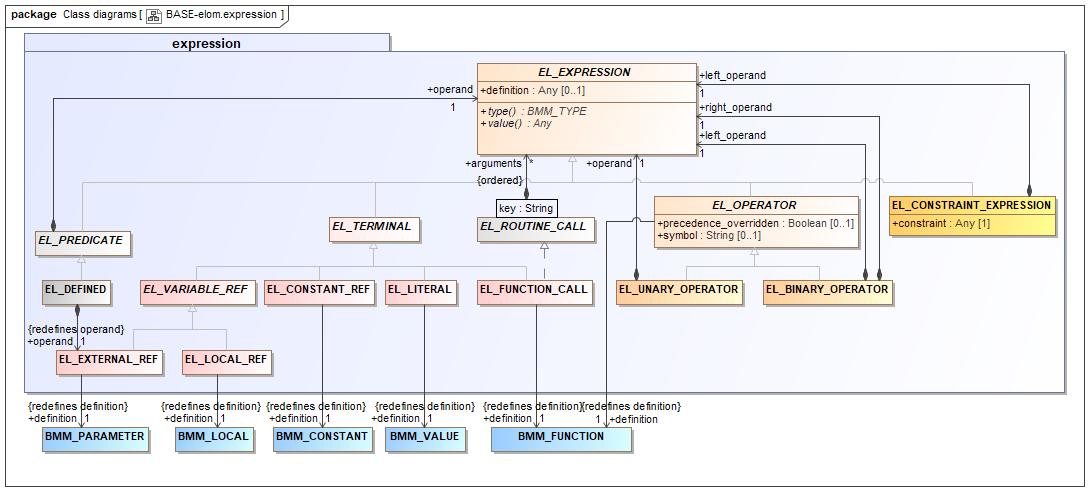 package Class diagrams [ BASE-elom.expression ]
expression
EL_EXPRESSION
+definition : Any [0..1]
+type() : BMM_TYPE
+value() : Any
+operand
1
+left_operand
1
+right_operand
1
+left_operand
1
+arguments *
{ordered}
+operand 1
key : String
EL_PREDICATE
EL_TERMINAL
EL_ROUTINE_CALL
EL_OPERATOR
+precedence_overridden : Boolean [0..1]
+symbol : String [0..1]
EL_CONSTRAINT_EXPRESSION
+constraint : Any [1]
EL_DEFINED
EL_VARIABLE_REF
EL_CONSTANT_REF
EL_LITERAL
EL_FUNCTION_CALL
EL_UNARY_OPERATOR
EL_BINARY_OPERATOR
{redefines operand}
+operand 1
EL_EXTERNAL_REF
EL_LOCAL_REF
{redefines definition}
+definition 1
{redefines definition}
+definition 1
{redefines definition}
+definition 1
{redefines definition}
+definition 1
{redefines definition}
+definition 1
{redefines definition}
1 +definition
BMM_PARAMETER
BMM_LOCAL
BMM_CONSTANT
BMM_VALUE
BMM_FUNCTION